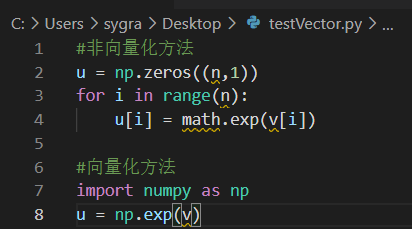 C: > Users > sygra > Desktop > testVector.py > ...
1 #非向量化方法
2 u = np.zeros((n,1))
3 for i in range(n):
4     u[i] = math.exp(v[i])
5
6 #向量化方法
7 import numpy as np
8 u = np.exp(v)